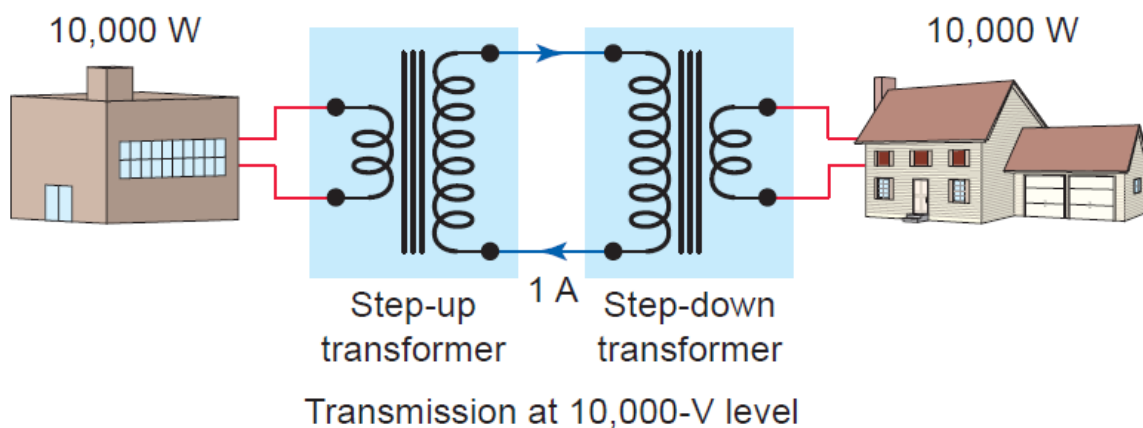 10,000 W
10,000 W
1 A
Step-up
transformer
Step-down
transformer
Transmission at 10,000-V level